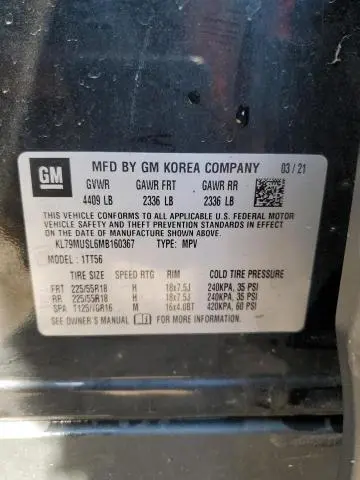 GM
MFD BY GM KOREA COMPANY 03/21
GVWR GAWR FRT GAWR RR
4409 LB 2336 LB 2336 LB
THIS VEHICLE CONFORMS TO ALL APPLICABLE U.S. FEDERAL MOTOR
VEHICLE SAFETY, BUMPER, AND THEFT PREVENTION STANDARDS IN
EFFECT ON THE DATE OF MANUFACTURE SHOWN ABOVE.
KL79MUSL6MB160367 TYPE: MPV
MODEL: 1TT56
TIRE SIZE SPEED RTG RIM COLD TIRE PRESSURE
FRT 225/55R18 H 18x7.5J 240KPA, 35 PSI
RR 225/55R18 H 18x7.5J 240KPA, 35 PSI
SPA T125/70R16 M 16x4.0BT 420KPA, 60 PSI
SEE OWNER'S MANUAL FOR MORE INFORMATION.